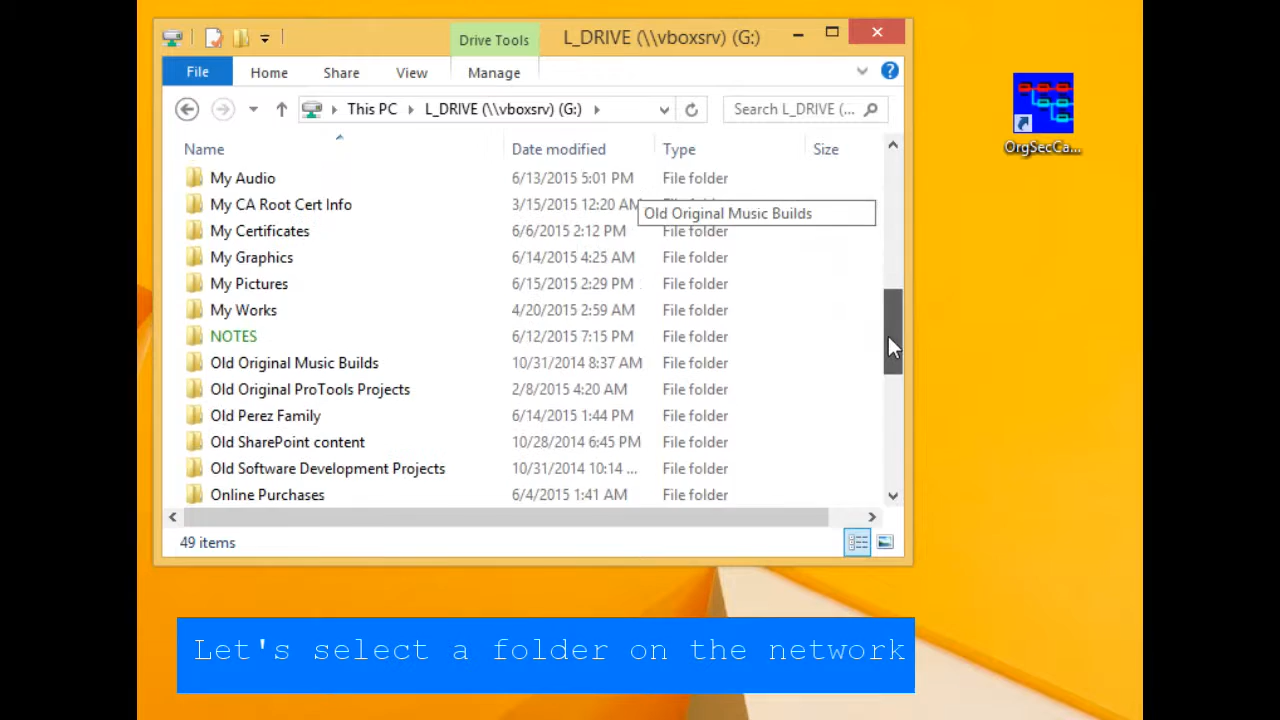 Drive Tools
L_DRIVE (\\vboxsrv) (G:)
File
Home
Share
View
Manage
This PC
L_DRIVE (\\vboxsrv) (G:)
Search L_DRIVE (...
Name
Date modified
Type
Size
My Audio 6/13/2015 5:01 PM File folder
My CA Root Cert Info 3/15/2015 12:20 AM
Old Original Music Builds
My Certificates 6/6/2015 2:12 PM File folder
My Graphics 6/14/2015 4:25 AM File folder
My Pictures 6/15/2015 2:29 PM File folder
My Works 4/20/2015 2:59 AM File folder
NOTES 6/12/2015 7:15 PM File folder
Old Original Music Builds 10/31/2014 8:37 AM File folder
Old Original ProTools Projects 2/8/2015 4:20 AM File folder
Old Perez Family 6/14/2015 1:44 PM File folder
Old SharePoint content 10/28/2014 6:45 PM File folder
Old Software Development Projects 10/31/2014 10:14 ... File folder
Online Purchases 6/4/2015 1:41 AM File folder
49 items
OrgSecCa...
Let's select a folder on the network